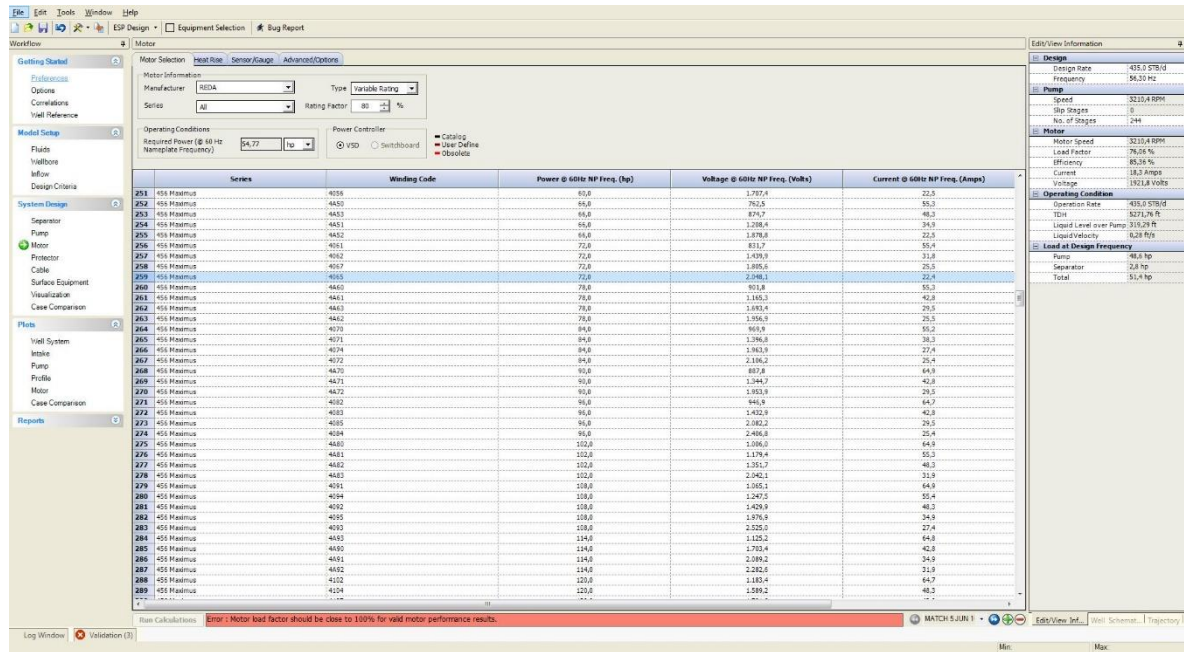 File Edit Tools Window Help
ESP Design Equipment Selection Bug Report
Workflow
Getting Started
Preferences
Options
Correlations
Well Reference
Model Setup
Fluids
Wellbore
Inflow
Design Criteria
System Design
Separator
Pump
Motor
Protector
Cable
Surface Equipment
Visualization
Case Comparison
Plots
Well System
Intake
Pump
Profile
Motor
Case Comparison
Reports
Motor
Motor Selection Heat Rise Sensor/Gauge Advanced/Options
Motor Information
Manufacturer REDA Type Variable Rating
Series All Rating Factor 80 %
Operating Conditions
Required Power (@ 60 Hz Nameplate Frequency) 54,77 hp
Power Controller
VSD Switchboard
Catalog
User Define
Obsolete
Series Winding Code Power @ 60Hz NP Freq. (hp) Voltage @ 60Hz NP Freq. (Volts) Current @ 60Hz NP Freq. (Amps)
251 456 Maximus 4056 60,0 1.707,4 22,5
252 456 Maximus 4A50 66,0 762,5 55,3
253 456 Maximus 4A53 66,0 874,7 48,3
254 456 Maximus 4A51 66,0 1.208,4 34,9
255 456 Maximus 4A52 66,0 1.878,8 22,5
256 456 Maximus 4061 72,0 831,7 55,4
257 456 Maximus 4062 72,0 1.439,9 31,8
258 456 Maximus 4067 72,0 1.805,6 25,5
259 456 Maximus 4065 72,0 2.048,1 22,4
260 456 Maximus 4A60 78,0 901,8 55,3
261 456 Maximus 4A61 78,0 1.165,3 42,8
262 456 Maximus 4A63 78,0 1.693,4 29,5
263 456 Maximus 4A62 78,0 1.956,9 25,5
264 456 Maximus 4070 84,0 969,9 55,2
265 456 Maximus 4071 84,0 1.396,8 38,3
266 456 Maximus 4074 84,0 1.963,9 27,4
267 456 Maximus 4072 84,0 2.106,2 25,4
268 456 Maximus 4A70 90,0 887,8 64,9
269 456 Maximus 4A71 90,0 1.344,7 42,8
270 456 Maximus 4A72 90,0 1.953,9 29,5
271 456 Maximus 4082 96,0 946,9 64,7
272 456 Maximus 4083 96,0 1.432,9 42,8
273 456 Maximus 4085 96,0 2.082,2 29,5
274 456 Maximus 4084 96,0 2.406,8 25,4
275 456 Maximus 4A80 102,0 1.006,0 64,9
276 456 Maximus 4A81 102,0 1.179,4 55,3
277 456 Maximus 4A82 102,0 1.351,7 48,3
278 456 Maximus 4A83 102,0 2.042,1 31,9
279 456 Maximus 4091 108,0 1.065,1 64,9
280 456 Maximus 4094 108,0 1.247,5 55,4
281 456 Maximus 4092 108,0 1.429,9 48,3
282 456 Maximus 4095 108,0 1.976,9 34,9
283 456 Maximus 4093 108,0 2.525,0 27,4
284 456 Maximus 4A93 114,0 1.125,2 64,8
285 456 Maximus 4A90 114,0 1.703,4 42,8
286 456 Maximus 4A91 114,0 2.089,2 34,9
287 456 Maximus 4A92 114,0 2.282,6 31,9
288 456 Maximus 4102 120,0 1.183,4 64,7
289 456 Maximus 4104 120,0 1.589,2 48,3
Run Calculations Error : Motor load factor should be close to 100% for valid motor performance results. MATCH 5 JUN 1
Log Window Validation (3)
Edit/View Information
Design
Design Rate 435,0 STB/d
Frequency 56,30 Hz
Pump
Speed 3210,4 RPM
Slip Stages 0
No. of Stages 244
Motor
Motor Speed 3210,4 RPM
Load Factor 76,06 %
Efficiency 85,36 %
Current 18,3 Amps
Voltage 1921,8 Volts
Operating Condition
Operation Rate 435,0 STB/d
TDH 5271,76 ft
Liquid Level over Pump 319,29 ft
Liquid Velocity 0,28 ft/s
Load at Design Frequency
Pump 48,6 hp
Separator 2,8 hp
Total 51,4 hp
Edit/View Inf... Well Schemat... Trajectory
Min: Max: